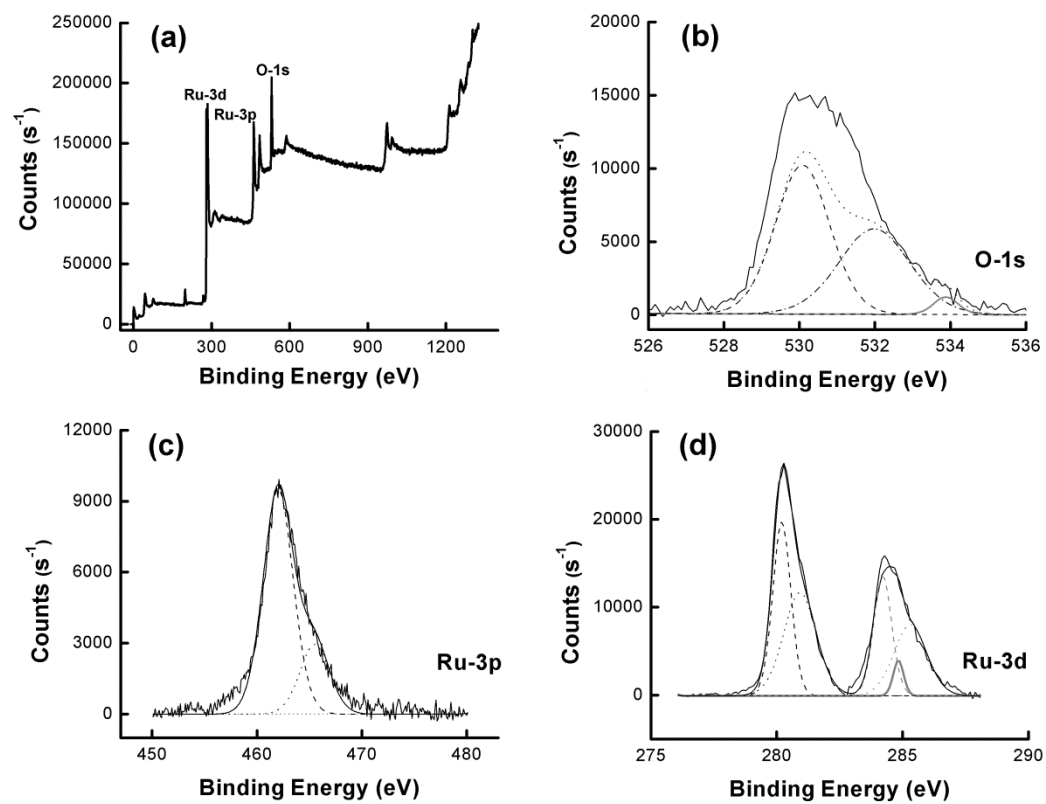 (a)
250000
200000
150000
100000
50000
0
Counts (s⁻¹)
Ru-3d
Ru-3p
O-1s
0 300 600 900 1200
Binding Energy (eV)
(b)
20000
15000
10000
5000
0
Counts (s⁻¹)
O-1s
526 528 530 532 534 536
Binding Energy (eV)
(c)
12000
9000
6000
3000
0
Counts (s⁻¹)
Ru-3p
450 460 470 480
Binding Energy (eV)
(d)
30000
20000
10000
0
Counts (s⁻¹)
Ru-3d
275 280 285 290
Binding Energy (eV)